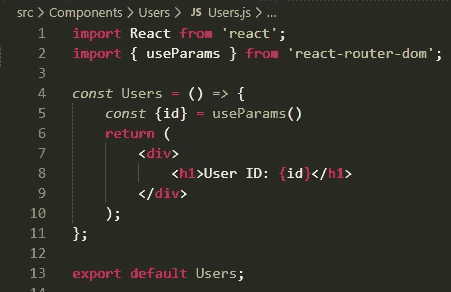 src > Components > Users > JS Users.js > ...
1 import React from 'react';
2 import { useParams } from 'react-router-dom';
3
4 const Users = () => {
5     const {id} = useParams()
6     return (
7         <div>
8             <h1>User ID: {id}</h1>
9         </div>
10     );
11 };
12
13 export default Users;
14